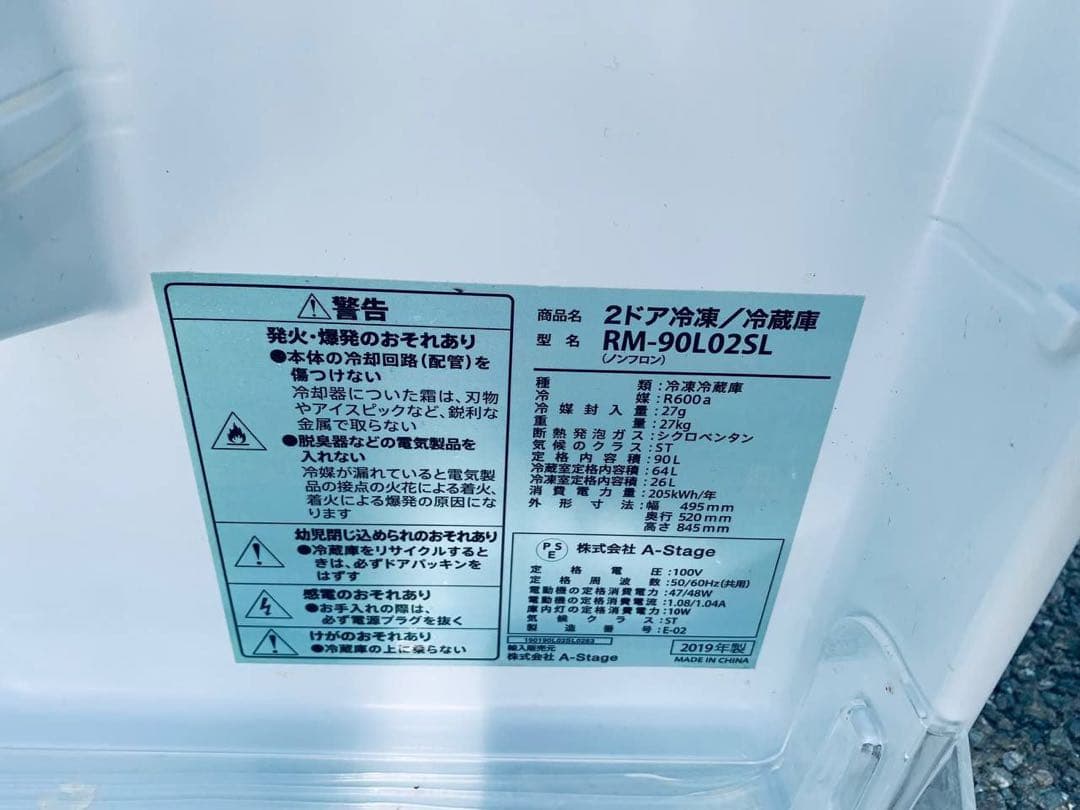 警告
発火・爆発のおそれあり
●本体の冷却回路(配管)を
傷つけない
冷却器についた霜は、刃物
やアイスピックなど、鋭利な
金属で取らない
●脱臭器などの電気製品を
入れない
冷媒が漏れていると電気製
品の接点の火花による着火、
着火による爆発の原因にな
ります
幼児閉じ込められのおそれあり
●冷蔵庫をリサイクルすると
きは、必ずドアパッキンを
はずす
感電のおそれあり
●お手入れの際は、
必ず電源プラグを抜く
けがのおそれあり
●冷蔵庫の上に乗らない
商品名 2ドア冷凍/冷蔵庫
型名 RM-90L02SL
(ノンフロン)
種類:冷凍冷蔵庫
冷媒:R600a
冷媒封入量:27g
重量:27kg
断熱発泡ガス:シクロペンタン
気候のクラス:ST
定格内容積:90L
冷蔵室定格内容積:64L
冷凍室定格内容積:26L
消費電力量:205kWh/年
外形寸法:幅 495mm
奥行 520mm
高さ 845mm
PSE 株式会社 A-Stage
定格電圧:100V
定格周波数:50/60Hz(共用)
電動機の定格消費電力:47/48W
電動機の定格消費電流:1.08/1.04A
庫内灯の定格消費電力:10W
気候クラス:ST
製造番号:E-02
190190L02SL0283
輸入販売元
株式会社 A-Stage
2019年製
MADE IN CHINA